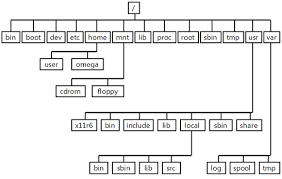 /
bin boot dev etc home mnt lib proc root sbin tmp usr var
user omega
cdrom floppy
x11r6 bin include lib local sbin share
bin sbin lib src log spool tmp